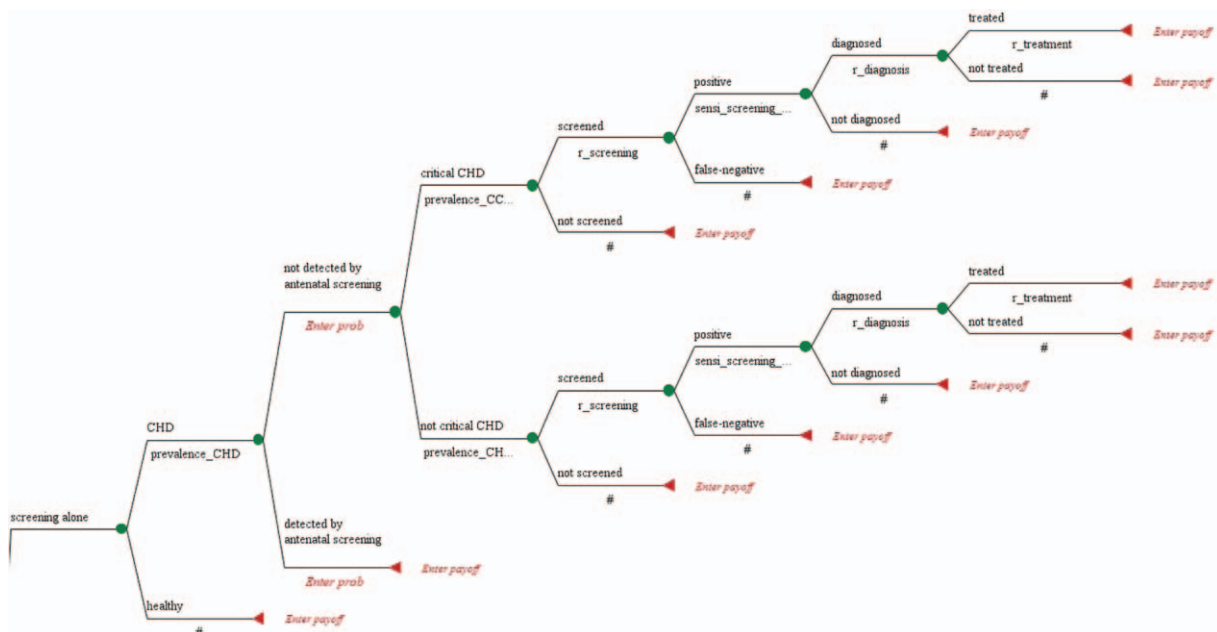 treated
Enter payoff
r_treatment
diagnosed
not treated
Enter payoff
r_diagnosis
#
positive
sensi_screening_...
not diagnosed
Enter payoff
#
screened
r_screening
false-negative
Enter payoff
#
critical CHD
prevalence_CC...
not screened
Enter payoff
#
not detected by
antenatal screening
Enter prob
treated
Enter payoff
r_treatment
diagnosed
not treated
Enter payoff
r_diagnosis
#
positive
sensi_screening_...
not diagnosed
Enter payoff
#
screened
r_screening
false-negative
Enter payoff
#
not critical CHD
prevalence_CH...
not screened
Enter payoff
#
CHD
prevalence_CHD
screening alone
detected by
antenatal screening
Enter payoff
Enter prob
healthy
Enter payoff
#